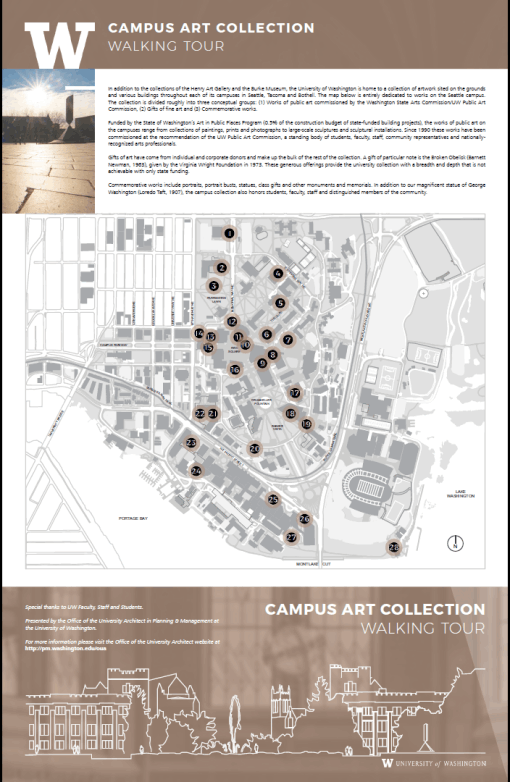 W
CAMPUS ART COLLECTION
WALKING TOUR
In addition to the collections of the Henry Art Gallery and the Burke Museum, the University of Washington is home to a collection of artwork sited on the grounds
and various buildings throughout each of its campuses in Seattle, Tacoma and Bothell. The map below is entirely dedicated to works on the Seattle campus.
The collection is divided roughly into three conceptual groups: (1) Works of public art commissioned by the Washington State Arts Commission/UW Public Art
Commission, (2) Gifts of fine art and (3) Commemorative works.
Funded by the State of Washington's Art in Public Places Program (0.5% of the construction budget of state-funded building projects), the works of public art on
the campuses range from collections of paintings, prints and photographs to large-scale sculptures and sculptural installations. Since 1990 these works have been
commissioned at the recommendation of the UW Public Art Commission, a standing body of students, faculty, staff, community representatives and nationally-
recognized arts professionals.
Gifts of art have come from individual and corporate donors and make up the bulk of the rest of the collection. A gift of particular note is the Broken Obelisk (Barnett
Newman, 1963), given by the Virginia Wright Foundation in 1973. These generous offerings provide the university collection with a breadth and depth that is not
achievable with only state funding.
Commemorative works include portraits, portrait busts, statues, class gifts and other monuments and memorials. In addition to our magnificent statue of George
Washington (Loredo Taft, 1907), the campus collection also honors students, faculty, staff and distinguished members of the community.
1
2
4
3
5
12
14
13
11
6
7
15
10
8
9
16
17
22
21
18
19
23
20
24
25
26
27
28
PORTAGE BAY
LAKE
WASHINGTON
N
MONTLAKE CUT
Special thanks to UW Faculty, Staff and Students.
Presented by the Office of the University Architect in Planning & Management at
the University of Washington.
For more information please visit the Office of the University Architect website at
http://pm.washington.edu/oua
CAMPUS ART COLLECTION
WALKING TOUR
W UNIVERSITY of WASHINGTON